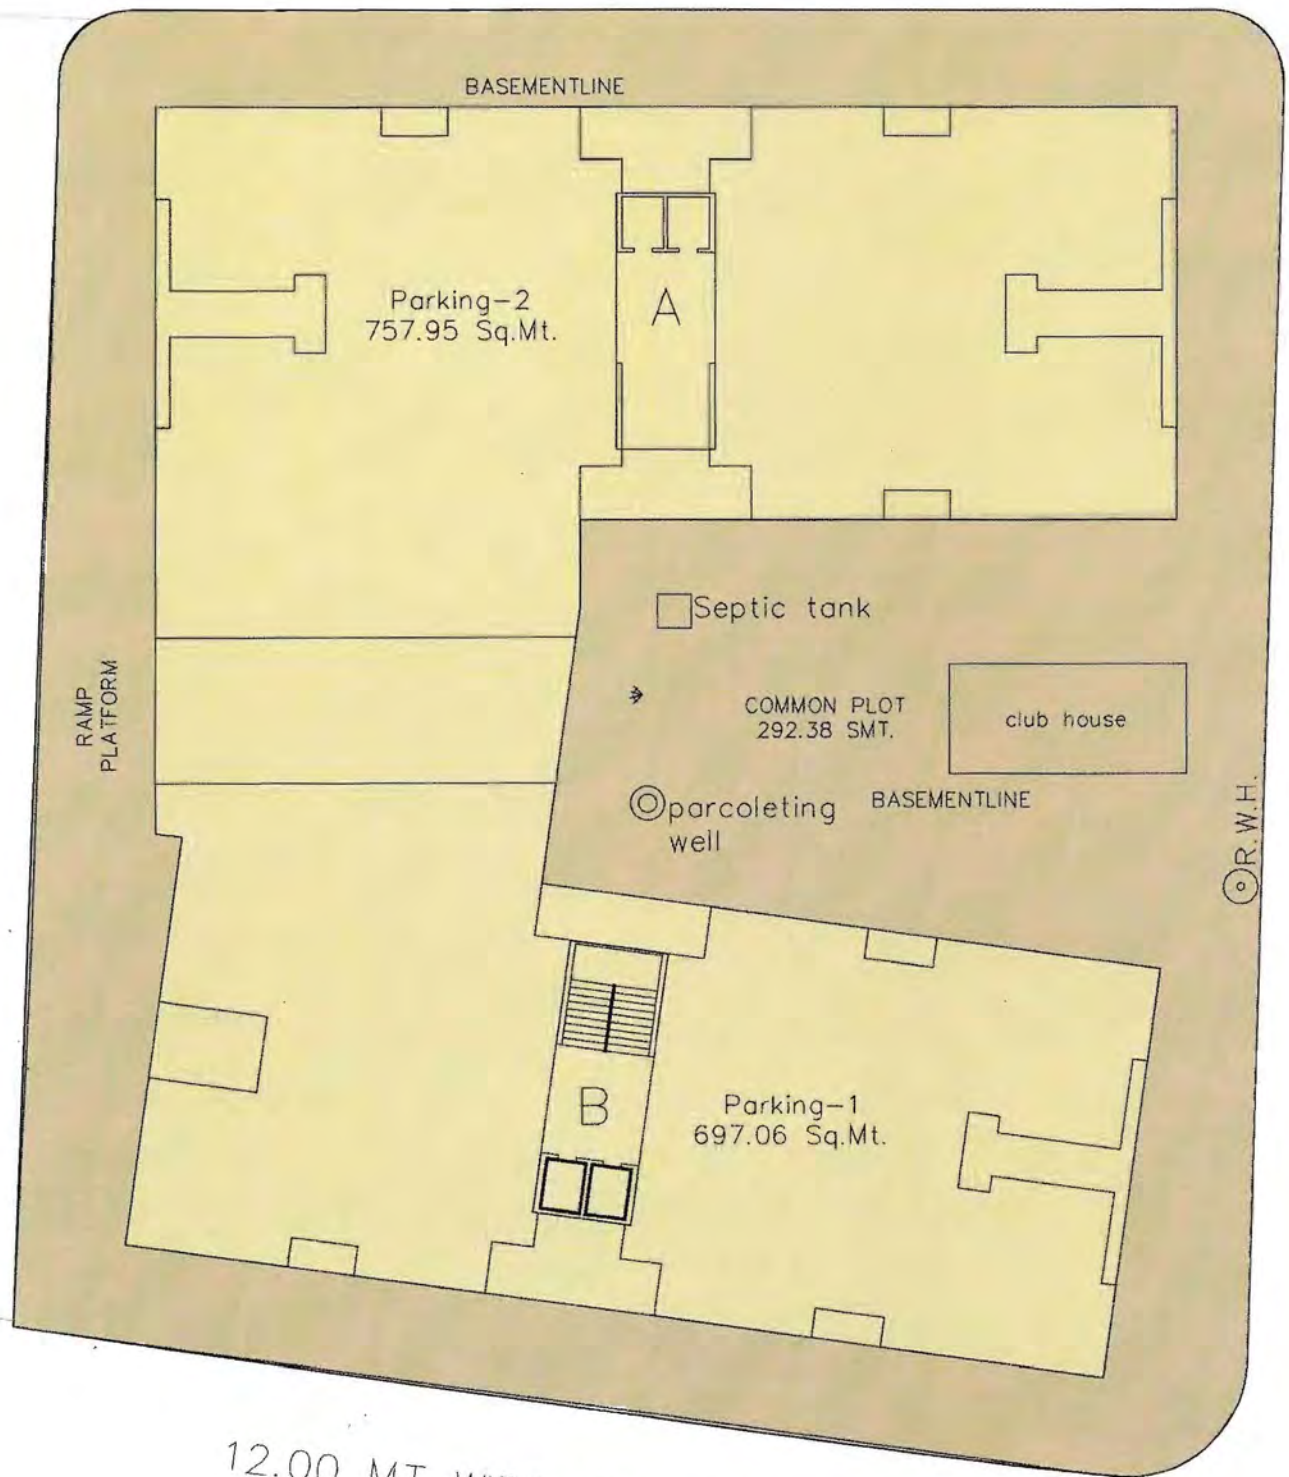 BASEMENTLINE
Parking-2
757.95 Sq.Mt.
A
Septic tank
RAMP
PLATFORM
COMMON PLOT
292.38 SMT.
club house
parcoleting
well
BASEMENTLINE
R.W.H.
B
Parking-1
697.06 Sq.Mt.
12.00 MT